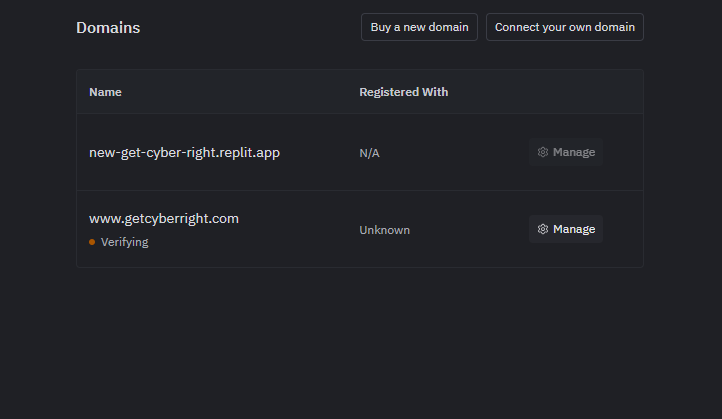 Domains
Buy a new domain
Connect your own domain
Name
Registered With
new-get-cyber-right.replit.app
N/A
Manage
www.getcyberright.com
Verifying
Unknown
Manage